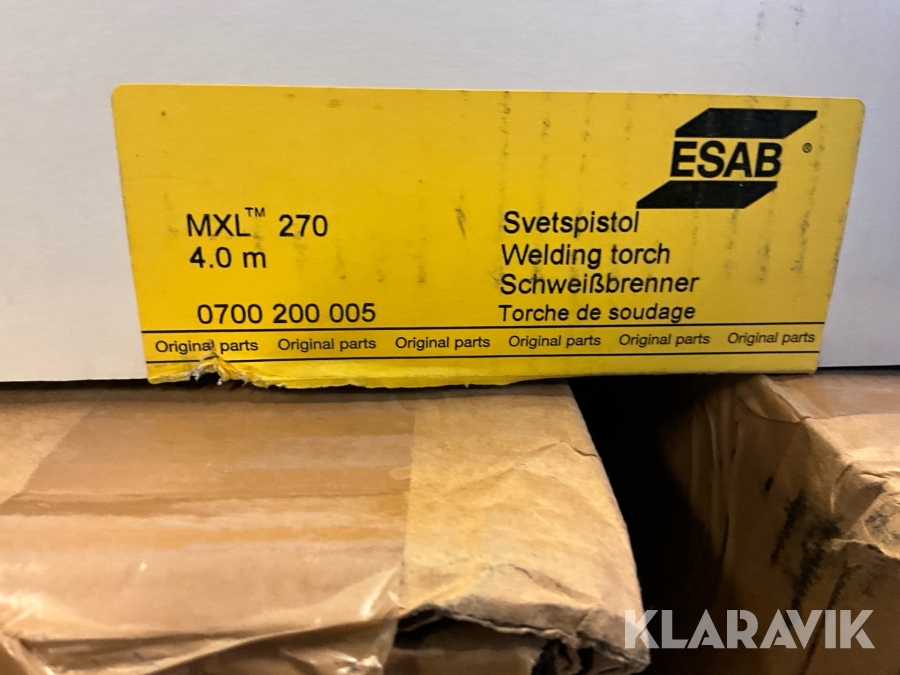 ESAB®
MXL™ 270
4.0 m
0700 200 005
Svetspistol
Welding torch
Schweißbrenner
Torche de soudage
Original parts Original parts Original parts Original parts Original parts Original parts
KLARAVIK